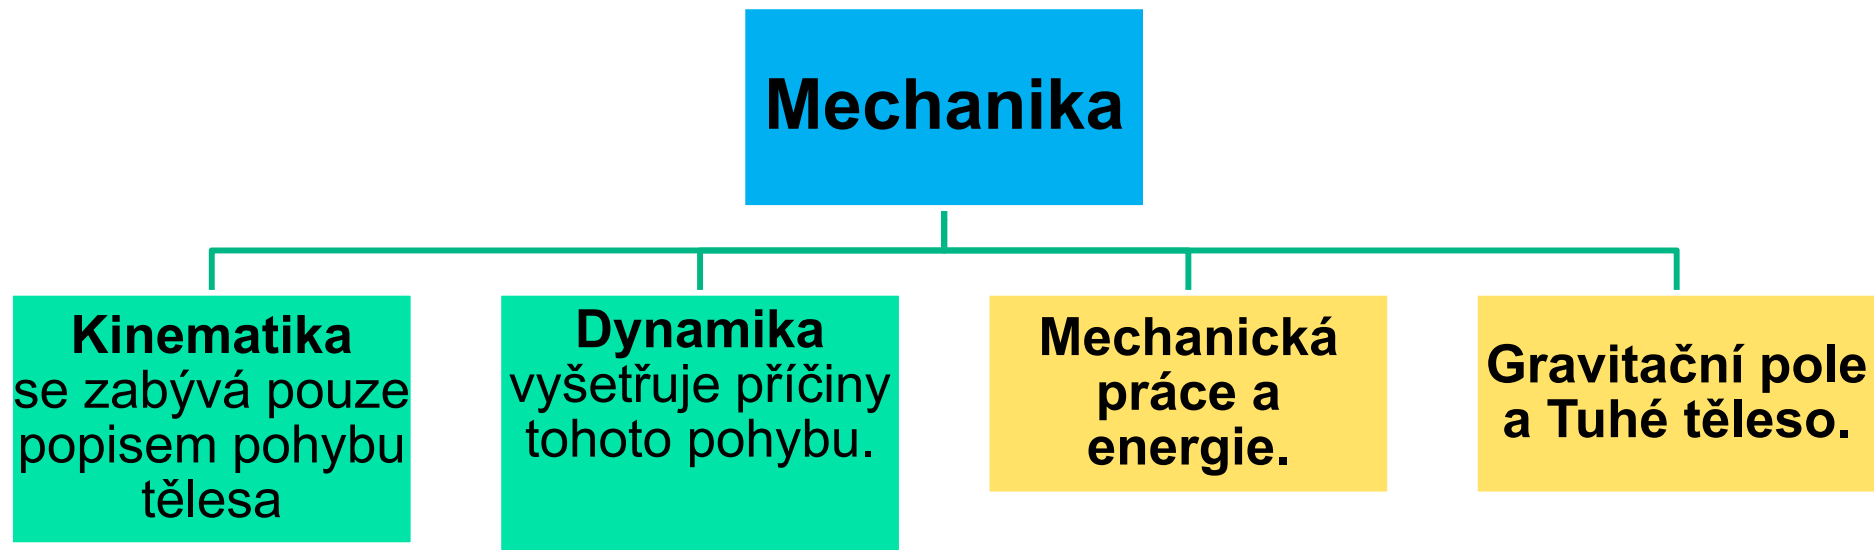 Mechanika
Kinematika
se zabývá pouze
popisem pohybu
tělesa
Dynamika
vyšetřuje příčiny
tohoto pohybu.
Mechanická
práce a
energie.
Gravitační pole
a Tuhé těleso.